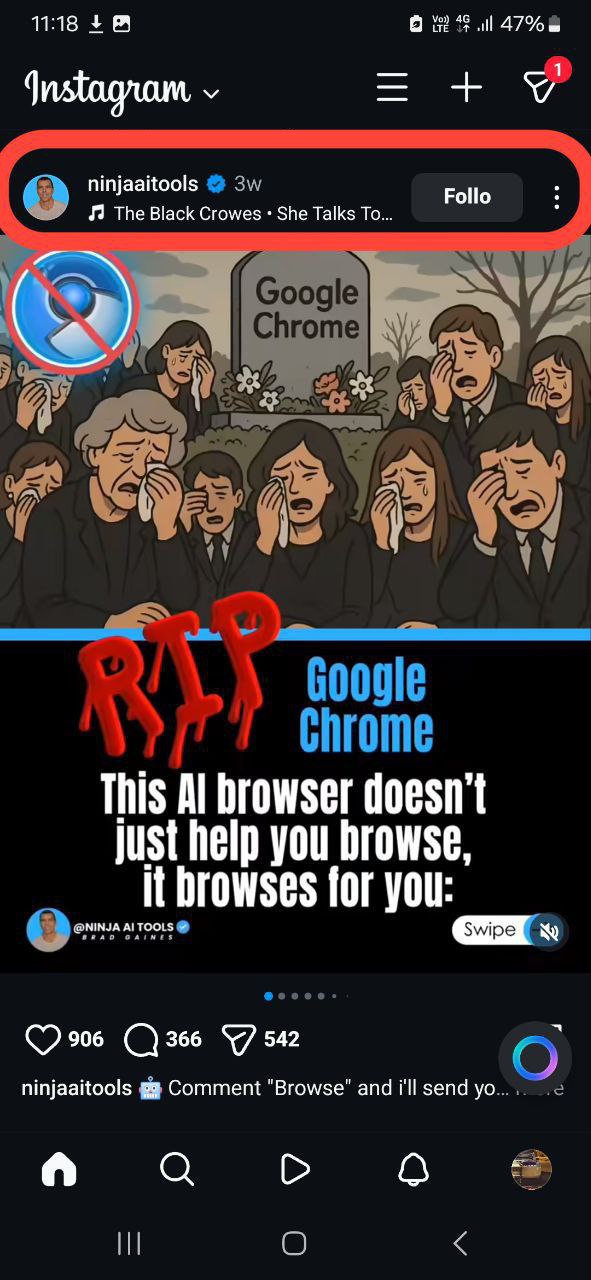 11:18 Vo)) LTE 4G 47%
Instagram 1
ninjaaitools 3w
The Black Crowes • She Talks To...
Follo
Google
Chrome
RIP
Google
Chrome
This AI browser doesn't
just help you browse,
it browses for you:
@NINJA AI TOOLS
BRAD GAINES
Swipe
906 366 542
ninjaaitools 🤖 Comment "Browse" and i'll send yo...